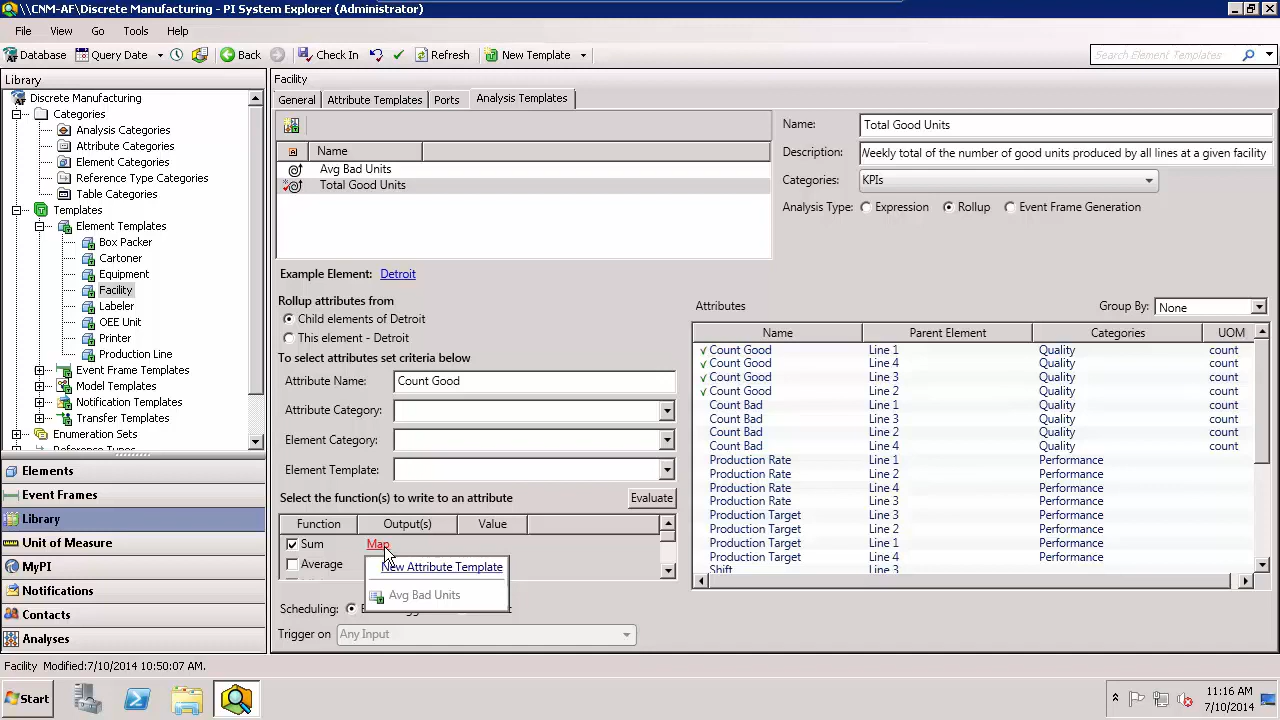 \\CNM-AF\Discrete Manufacturing - PI System Explorer (Administrator)
File View Go Tools Help
Database Query Date Back Check In Refresh New Template Search Element Templates
Library
Discrete Manufacturing
Categories
Analysis Categories
Attribute Categories
Element Categories
Reference Type Categories
Table Categories
Templates
Element Templates
Box Packer
Cartoner
Equipment
Facility
Labeler
OEE Unit
Printer
Production Line
Event Frame Templates
Model Templates
Notification Templates
Transfer Templates
Enumeration Sets
Elements
Event Frames
Library
Unit of Measure
MyPI
Notifications
Contacts
Analyses
Facility
General Attribute Templates Ports Analysis Templates
Name
Avg Bad Units
Total Good Units
Name: Total Good Units
Description: Weekly total of the number of good units produced by all lines at a given facility
Categories: KPIs
Analysis Type: Expression Rollup Event Frame Generation
Example Element: Detroit
Rollup attributes from
Child elements of Detroit
This element - Detroit
To select attributes set criteria below
Attribute Name: Count Good
Attribute Category:
Element Category:
Element Template:
Select the function(s) to write to an attribute Evaluate
Function Output(s) Value
Sum Map
Average
New Attribute Template
Avg Bad Units
Scheduling:
Trigger on Any Input
Attributes Group By: None
Name Parent Element Categories UOM
Count Good Line 1 Quality count
Count Good Line 4 Quality count
Count Good Line 3 Quality count
Count Good Line 2 Quality count
Count Bad Line 1 Quality count
Count Bad Line 3 Quality count
Count Bad Line 2 Quality count
Count Bad Line 4 Quality count
Production Rate Line 1 Performance
Production Rate Line 2 Performance
Production Rate Line 4 Performance
Production Rate Line 3 Performance
Production Target Line 3 Performance
Production Target Line 2 Performance
Production Target Line 1 Performance
Production Target Line 4 Performance
Shift Line 3 Performance
Facility Modified:7/10/2014 10:50:07 AM.
Start
11:16 AM
7/10/2014